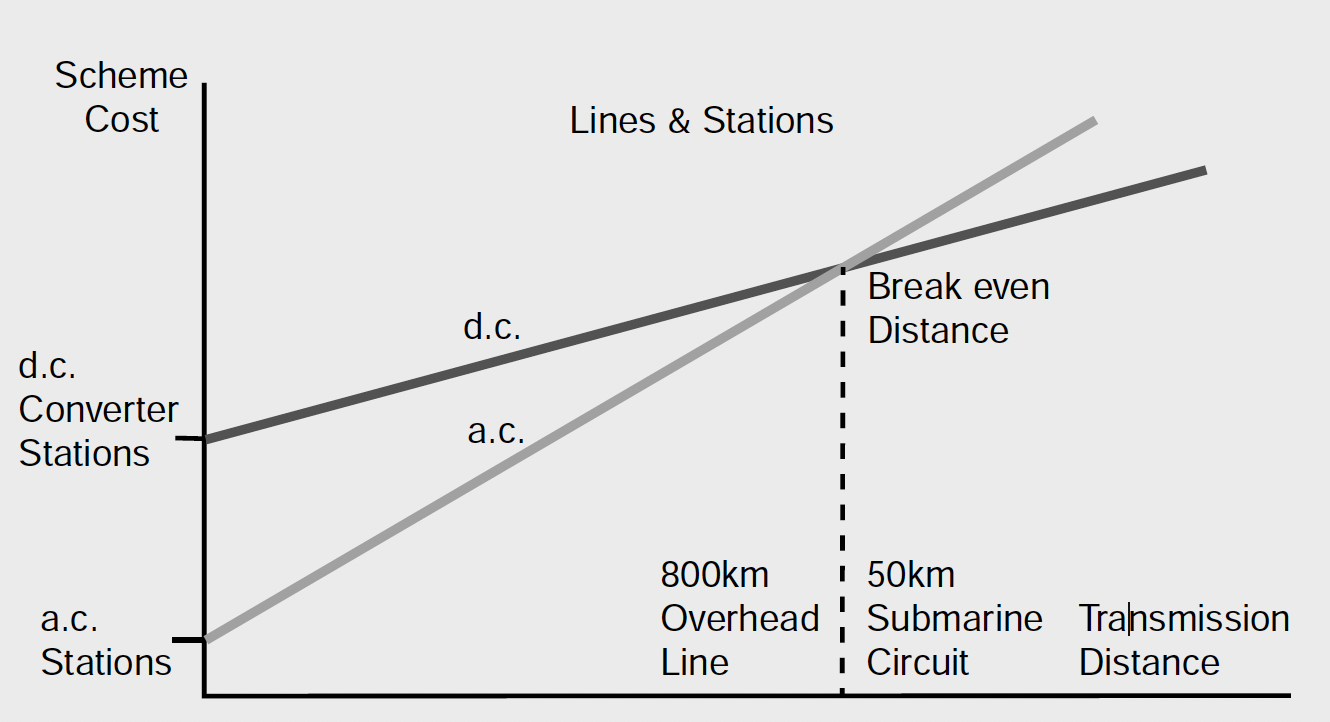 Scheme
Cost
Lines & Stations
Break even
Distance
d.c.
d.c.
Converter
Stations
a.c.
800km
Overhead
Line
50km
Submarine
Circuit
Transmission
Distance
a.c.
Stations